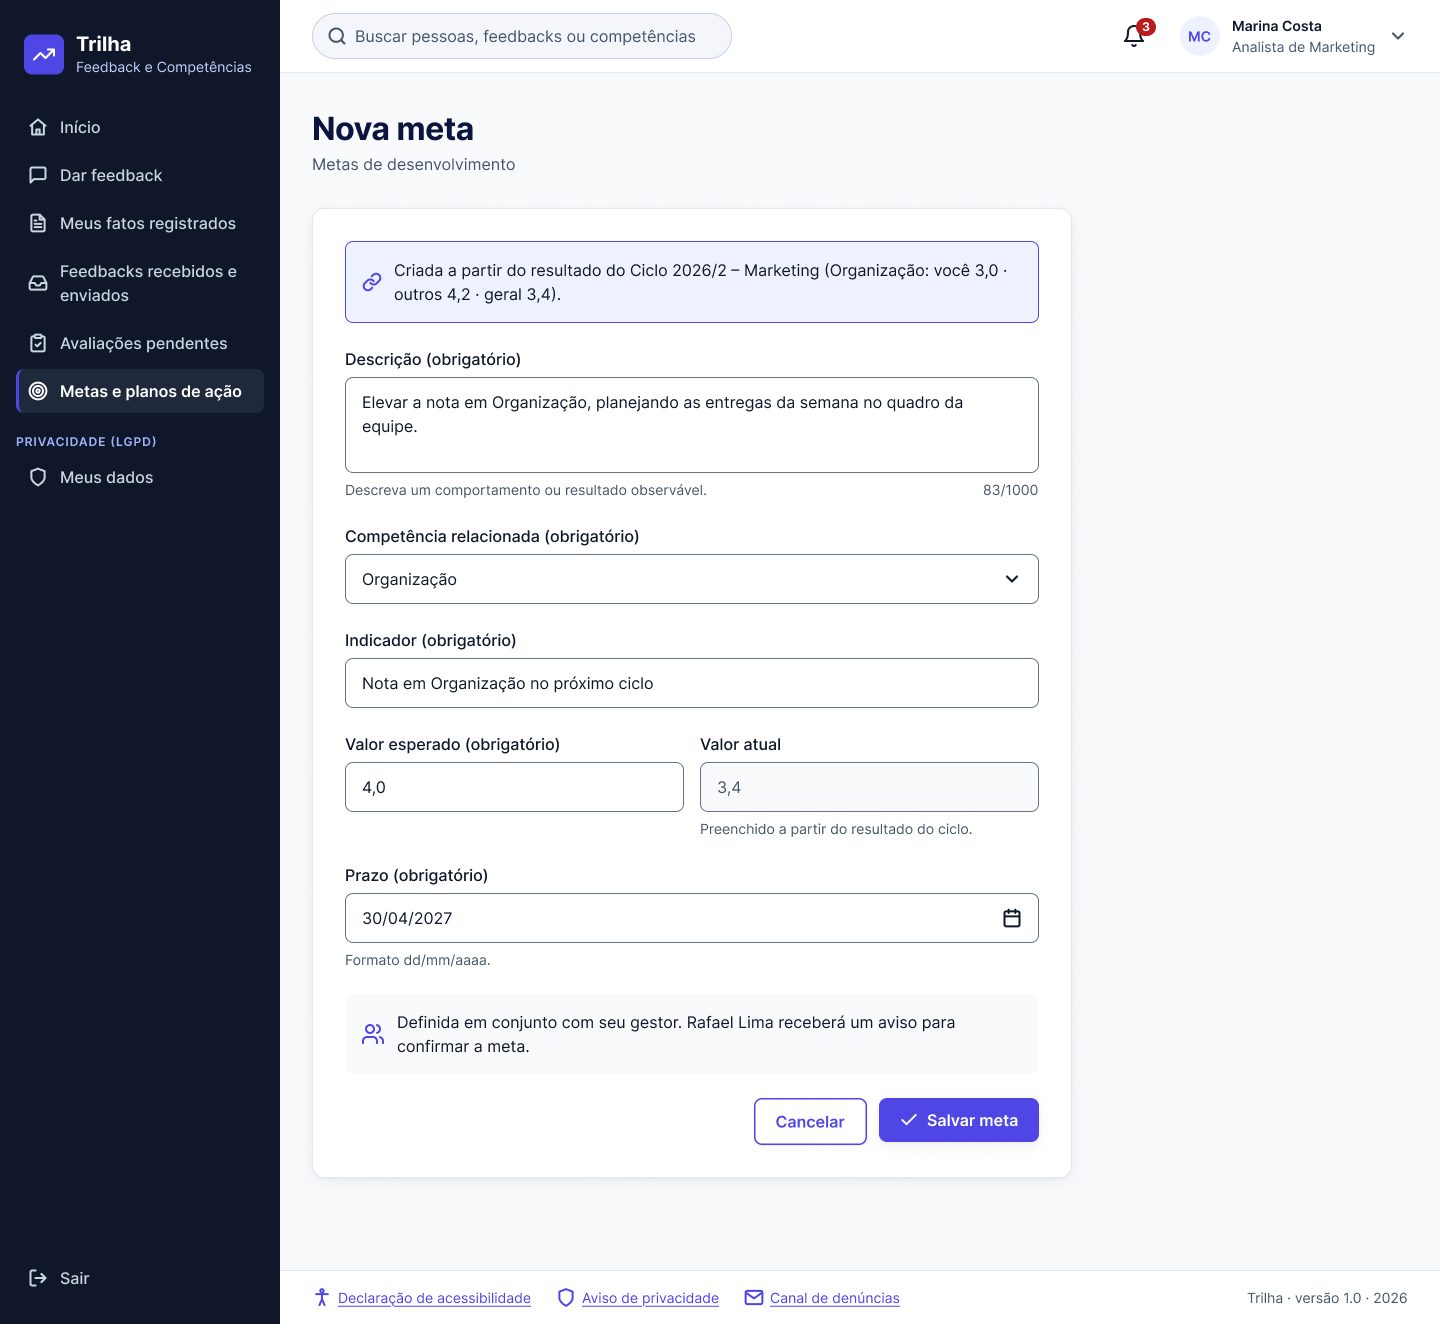 Trilha
Feedback e Competências
Início
Dar feedback
Meus fatos registrados
Feedbacks recebidos e
enviados
Avaliações pendentes
Metas e planos de ação
PRIVACIDADE (LGPD)
Meus dados
Sair
Buscar pessoas, feedbacks ou competências
3
MC
Marina Costa
Analista de Marketing
Nova meta
Metas de desenvolvimento
Criada a partir do resultado do Ciclo 2026/2 – Marketing (Organização: você 3,0 ·
outros 4,2 · geral 3,4).
Descrição (obrigatório)
Elevar a nota em Organização, planejando as entregas da semana no quadro da
equipe.
Descreva um comportamento ou resultado observável.
83/1000
Competência relacionada (obrigatório)
Organização
Indicador (obrigatório)
Nota em Organização no próximo ciclo
Valor esperado (obrigatório)
4,0
Valor atual
3,4
Preenchido a partir do resultado do ciclo.
Prazo (obrigatório)
30/04/2027
Formato dd/mm/aaaa.
Definida em conjunto com seu gestor. Rafael Lima receberá um aviso para
confirmar a meta.
Cancelar
Salvar meta
Declaração de acessibilidade
Aviso de privacidade
Canal de denúncias
Trilha · versão 1.0 · 2026